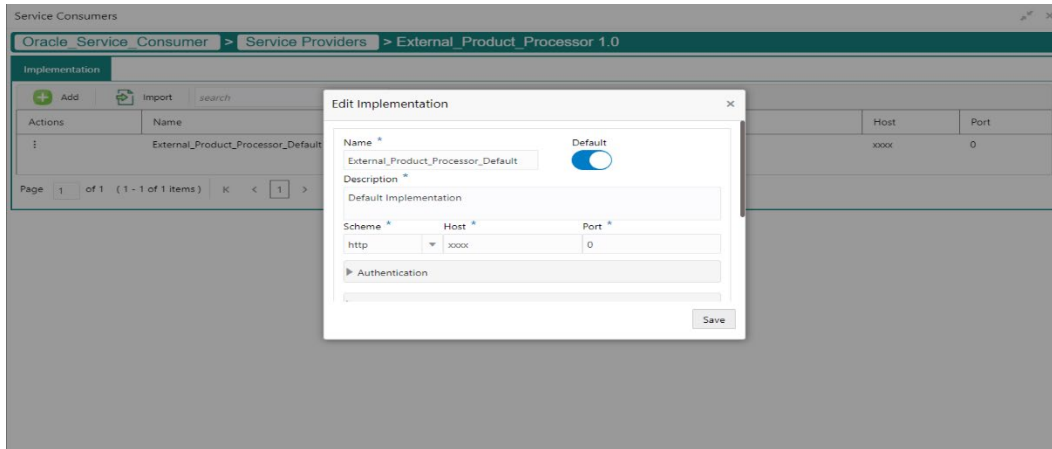 Service Consumers
Oracle_Service_Consumer > Service Providers > External_Product_Processor 1.0
Implementation
Add Import search
Actions Name Host Port
External_Product_Processor_Default xxxx 0
Page 1 of 1 (1 - 1 of 1 items) K < 1 >
Edit Implementation ×
Name * Default
External_Product_Processor_Default
Description *
Default Implementation
Scheme * Host * Port *
http xxxx 0
Authentication
Save